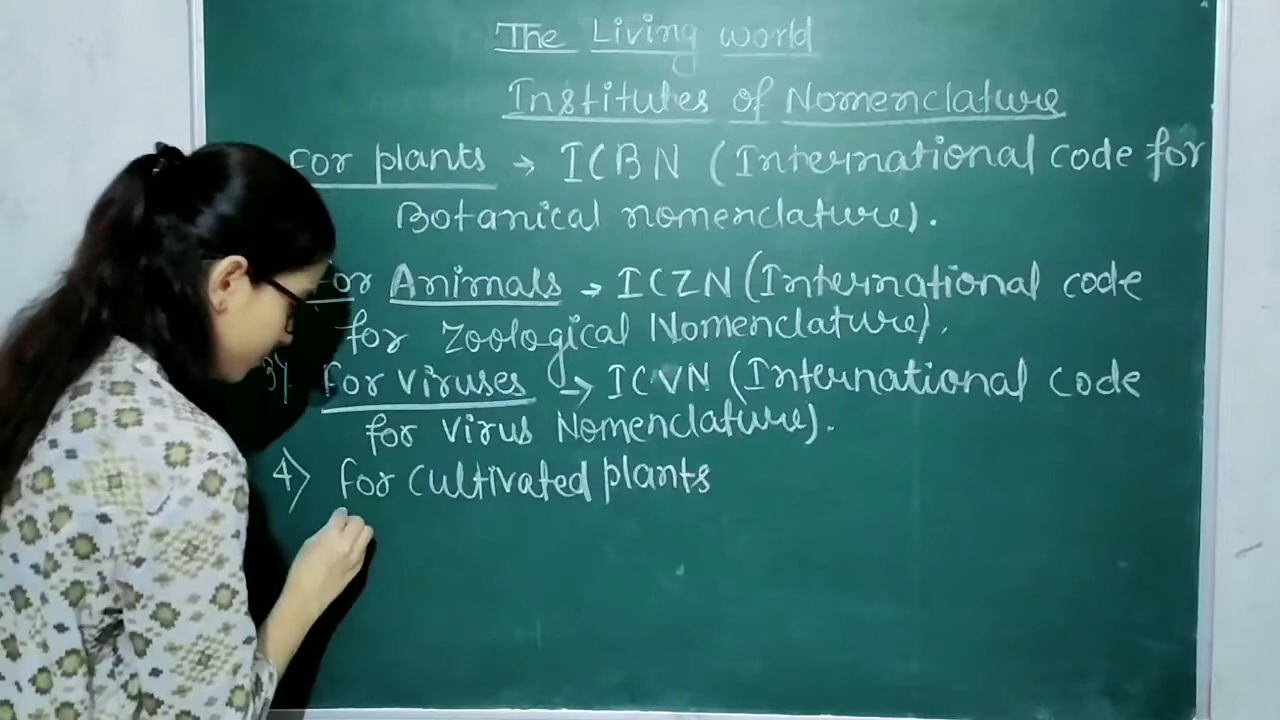 The Living world
Institutes of Nomenclature
For plants → ICBN (International code for
Botanical nomenclature).
For Animals → ICZN (International code
for Zoological Nomenclature).
3) For Viruses → ICVN (International code
for Virus Nomenclature).
4) For cultivated plants